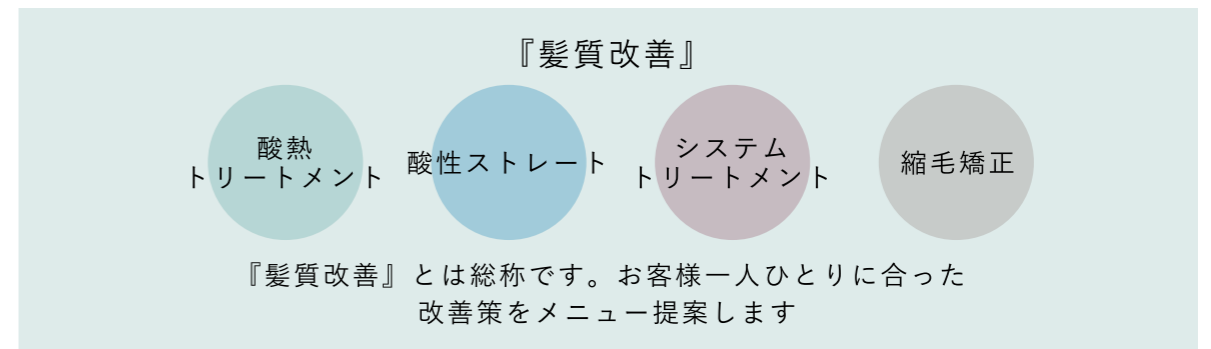 『髪質改善』
酸熱
トリートメント
酸性ストレート
システム
トリートメント
縮毛矯正
『髪質改善』とは総称です。お客様一人ひとりに合った
改善策をメニュー提案します